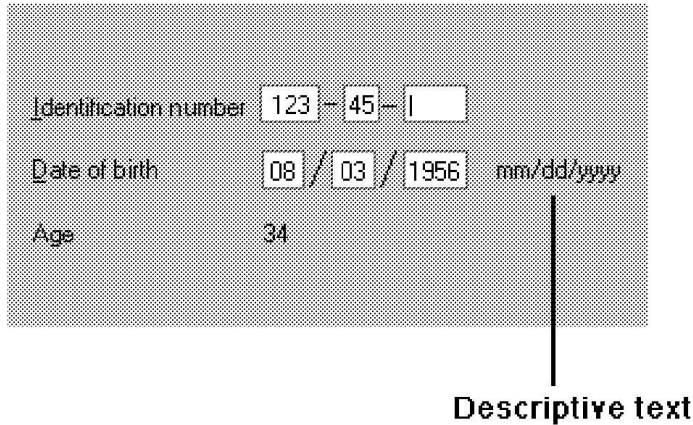 Identification number 123 - 45 -
Date of birth 08 / 03 / 1956 mm/dd/yyyy
Age 34
Descriptive text